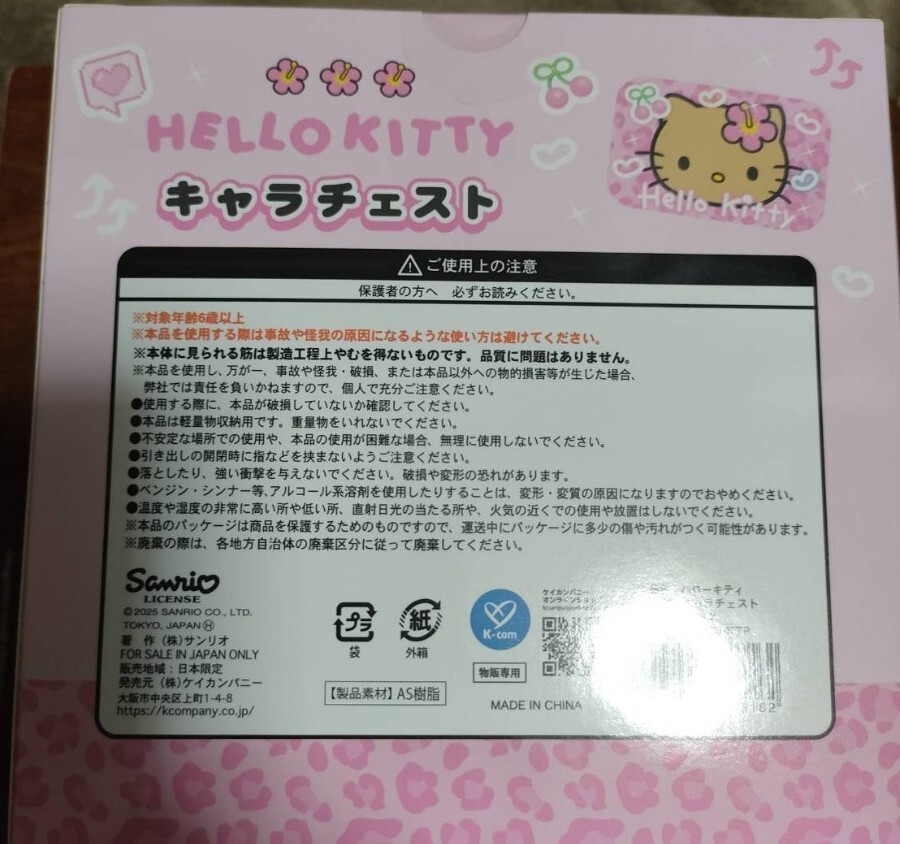 HELLO KITTY
キャラチェスト
Hello Kitty
ご使用上の注意
保護者の方へ 必ずお読みください。
※対象年齢6歳以上
※本品を使用する際は事故や怪我の原因になるような使い方は避けてください。
※本体に見られる筋は製造工程上やむを得ないものです。品質に問題はありません。
※本品を使用し、万が一、事故や怪我・破損、または本品以外への物的損害等が生じた場合、
弊社では責任を負いかねますので、個人で充分ご注意ください。
●使用する際に、本品が破損していないか確認してください。
●本品は軽量物収納用です。重量物をいれないでください。
●不安定な場所での使用や、本品の使用が困難な場合、無理に使用しないでください。
●引き出しの開閉時に指などを挟まないようご注意ください。
●落としたり、強い衝撃を与えないでください。破損や変形の恐れがあります。
●ベンジン・シンナー等、アルコール系溶剤を使用したりすることは、変形・変質の原因になりますのでおやめください。
●温度や湿度の非常に高い所や低い所、直射日光の当たる所や、火気の近くでの使用や放置はしないでください。
※本品のパッケージは商品を保護するためのものですので、運送中にパッケージに多少の傷や汚れがつく可能性があります。
※廃棄の際は、各地方自治体の廃棄区分に従って廃棄してください。
Sanrio
LICENSE
©2025 SANRIO CO., LTD.
TOKYO, JAPAN Ⓗ
著 作 (株)サンリオ
FOR SALE IN JAPAN ONLY
販売地域：日本限定
発売元 (株)ケイカンパニー
大阪市中央区上町1-4-8
https://kcompany.co.jp/
プラ
袋
紙
外箱
【製品素材】AS樹脂
K-com
物販専用
MADE IN CHINA
ケイカンパニー
オンラインショ
ハローキティ
ラチェスト